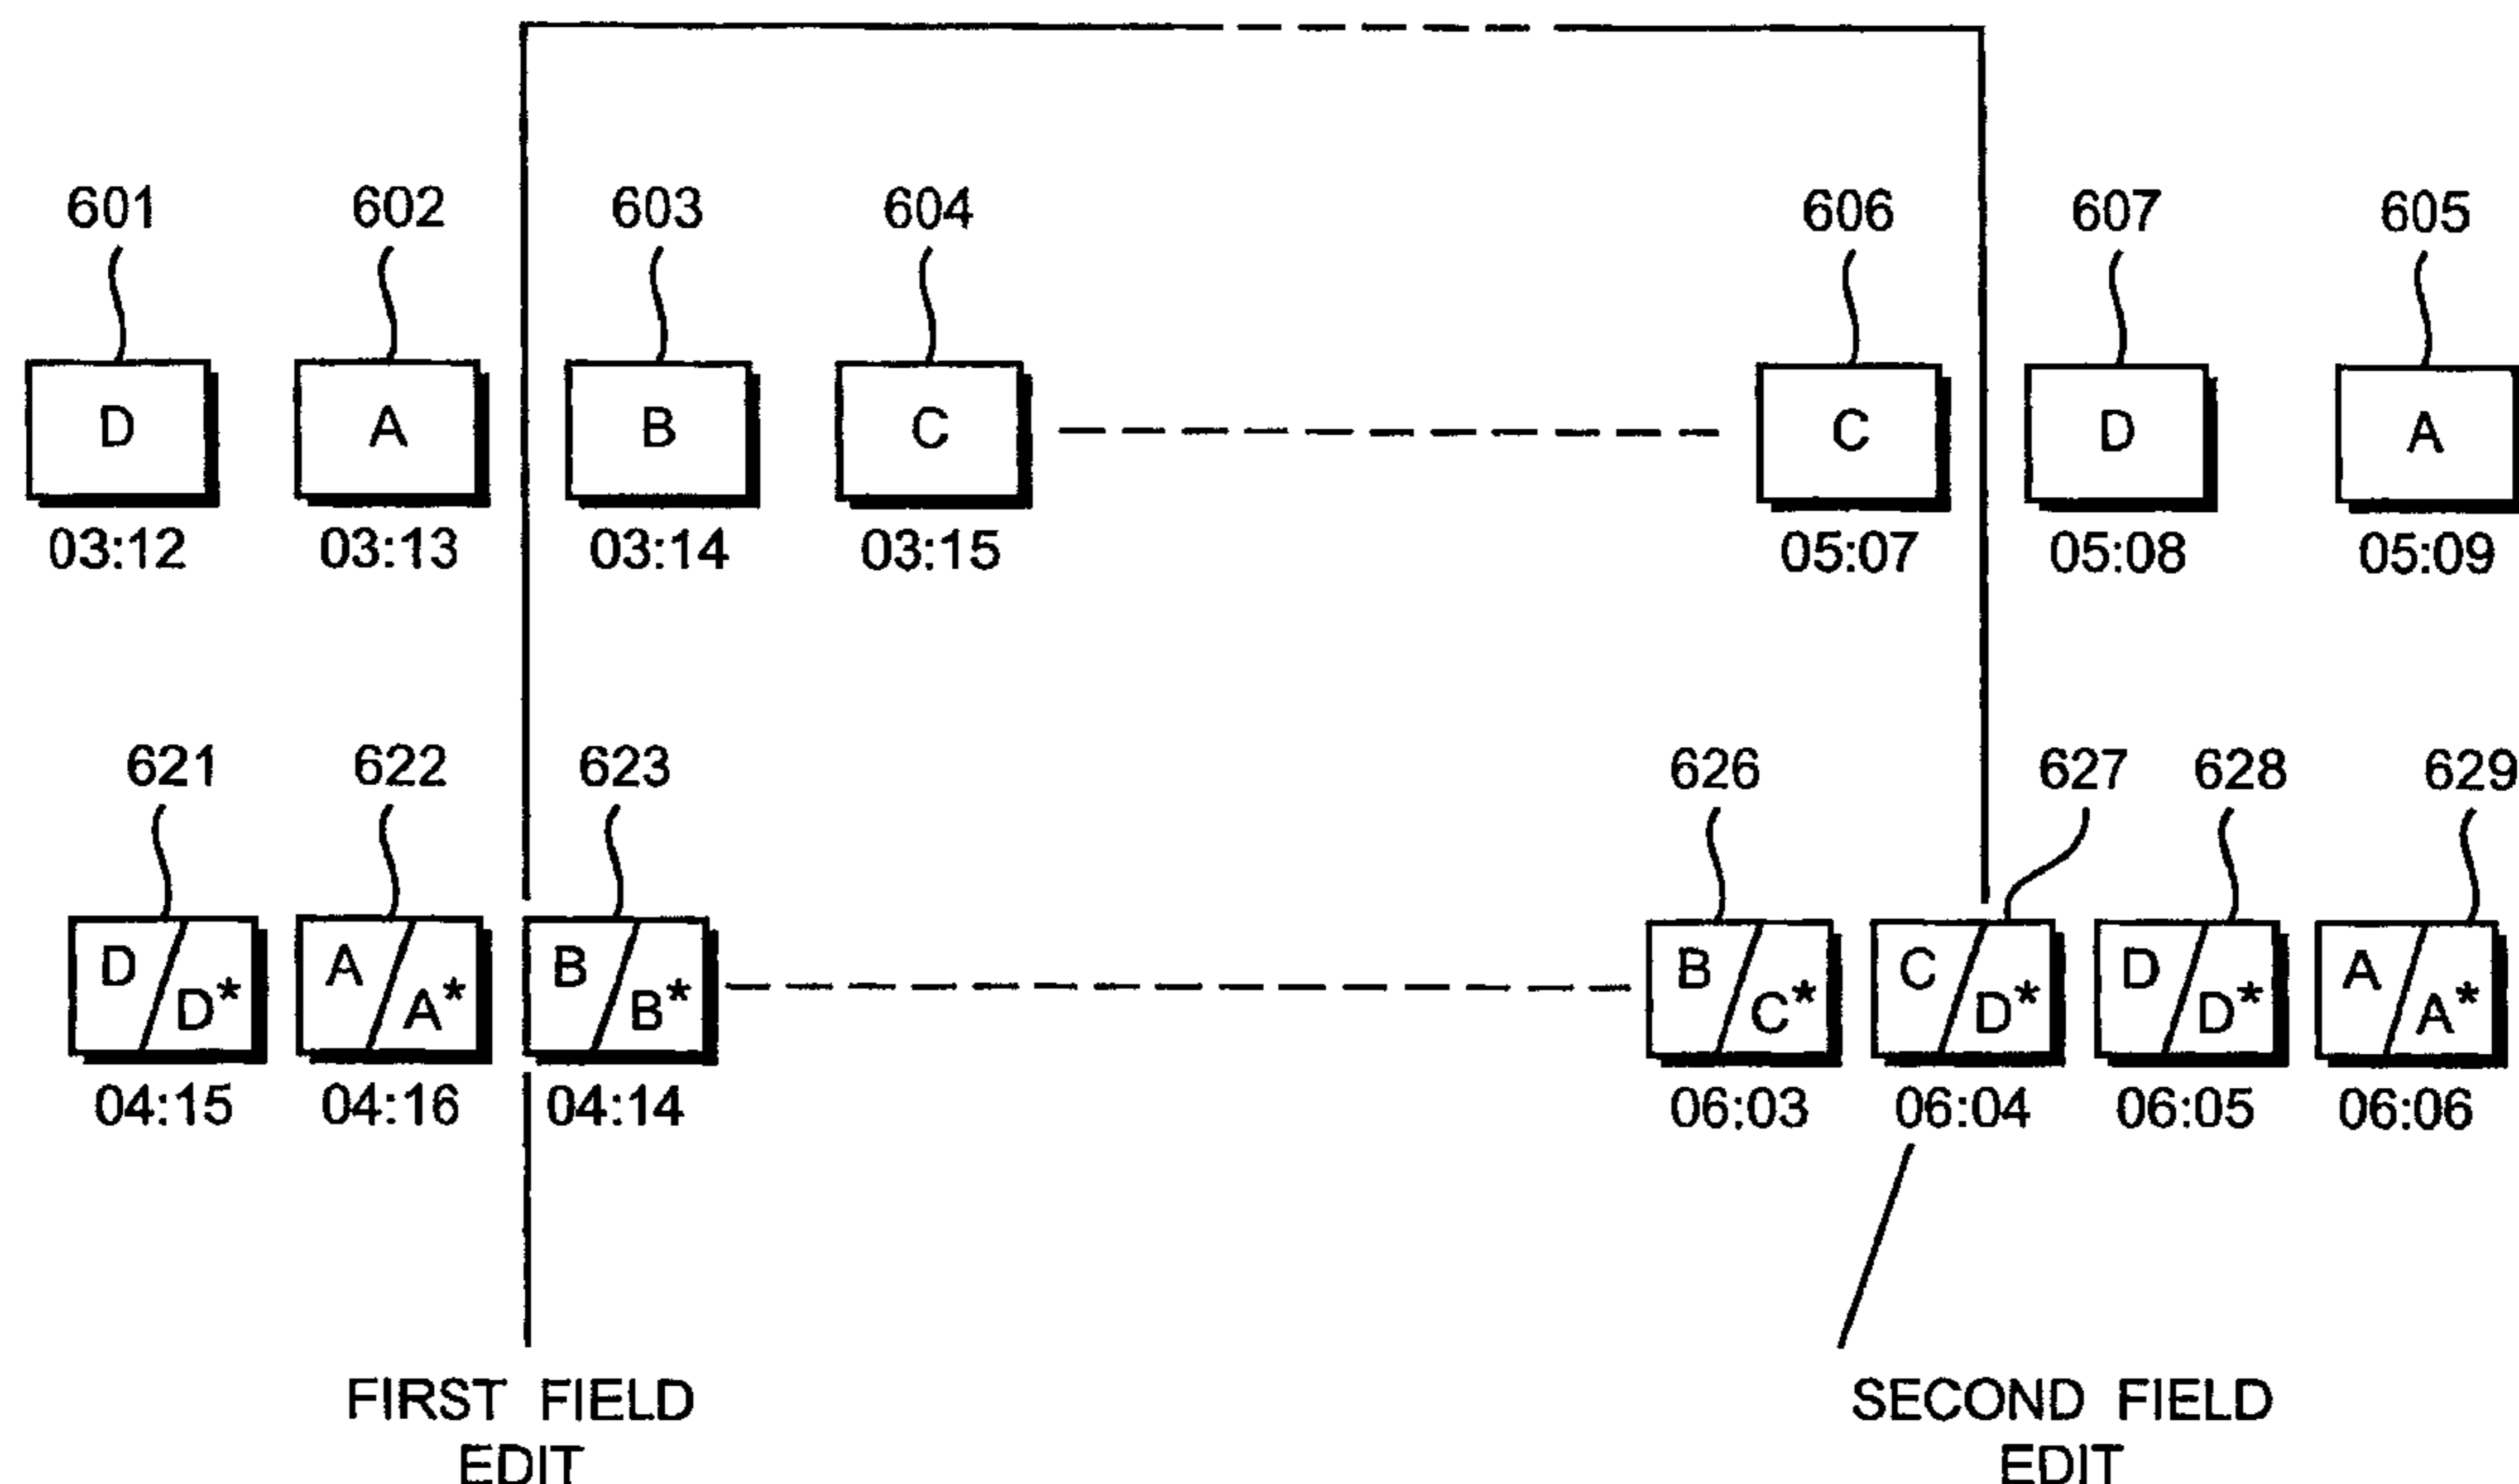 601 602 603 604 606 607 605
D A B C C D A
03:12 03:13 03:14 03:15 05:07 05:08 05:09
621 622 623 626 627 628 629
D/D* A/A* B/B* B/C* C/D* D/D* A/A*
04:15 04:16 04:14 06:03 06:04 06:05 06:06
FIRST FIELD SECOND FIELD
EDIT EDIT